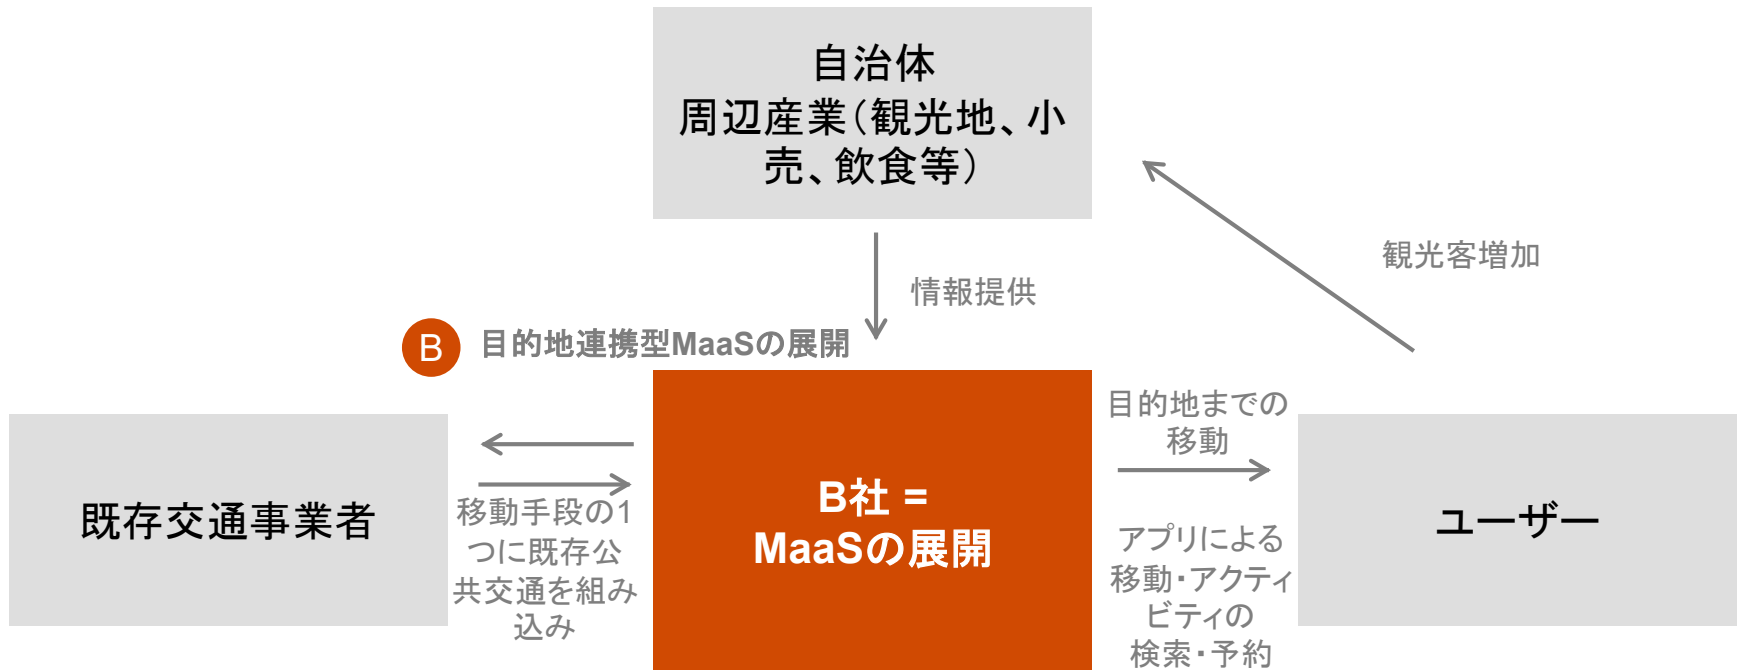 自治体
周辺産業(観光地、小
売、飲食等)
観光客増加
情報提供
B
目的地連携型MaaSの展開
既存交通事業者
移動手段の1
つに既存公
共交通を組み
込み
B社 =
MaaSの展開
目的地までの
移動
アプリによる
移動・アクティ
ビティの
検索・予約
ユーザー